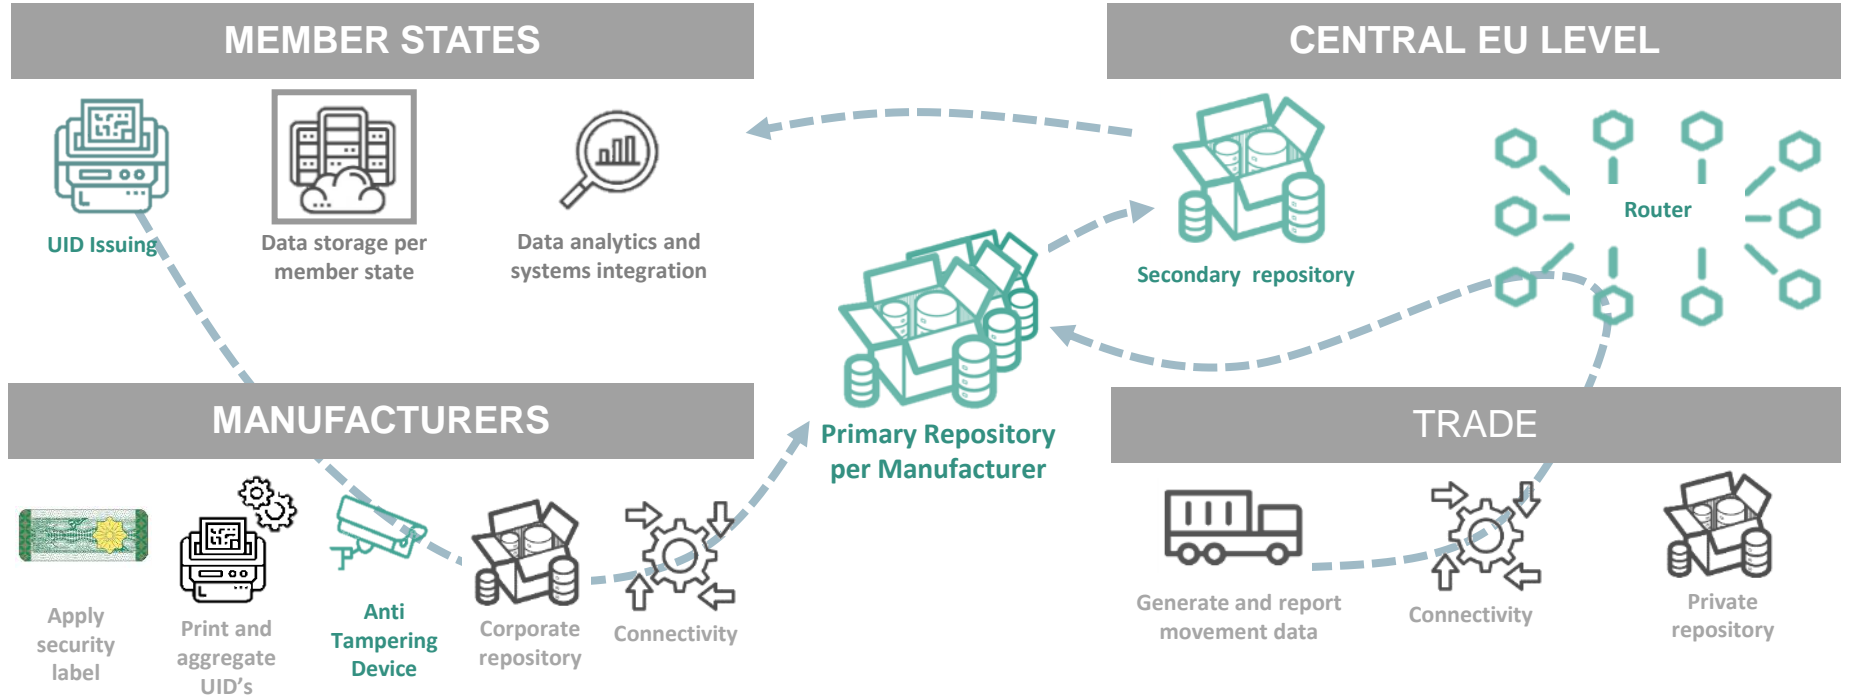 MEMBER STATES
CENTRAL EU LEVEL
UID Issuing
Data storage per
member state
Data analytics and
systems integration
Secondary repository
Router
Primary Repository
per Manufacturer
MANUFACTURERS
TRADE
Apply
security
label
Print and
aggregate
UID's
Anti
Tampering
Device
Corporate
repository
Connectivity
Generate and report
movement data
Connectivity
Private
repository